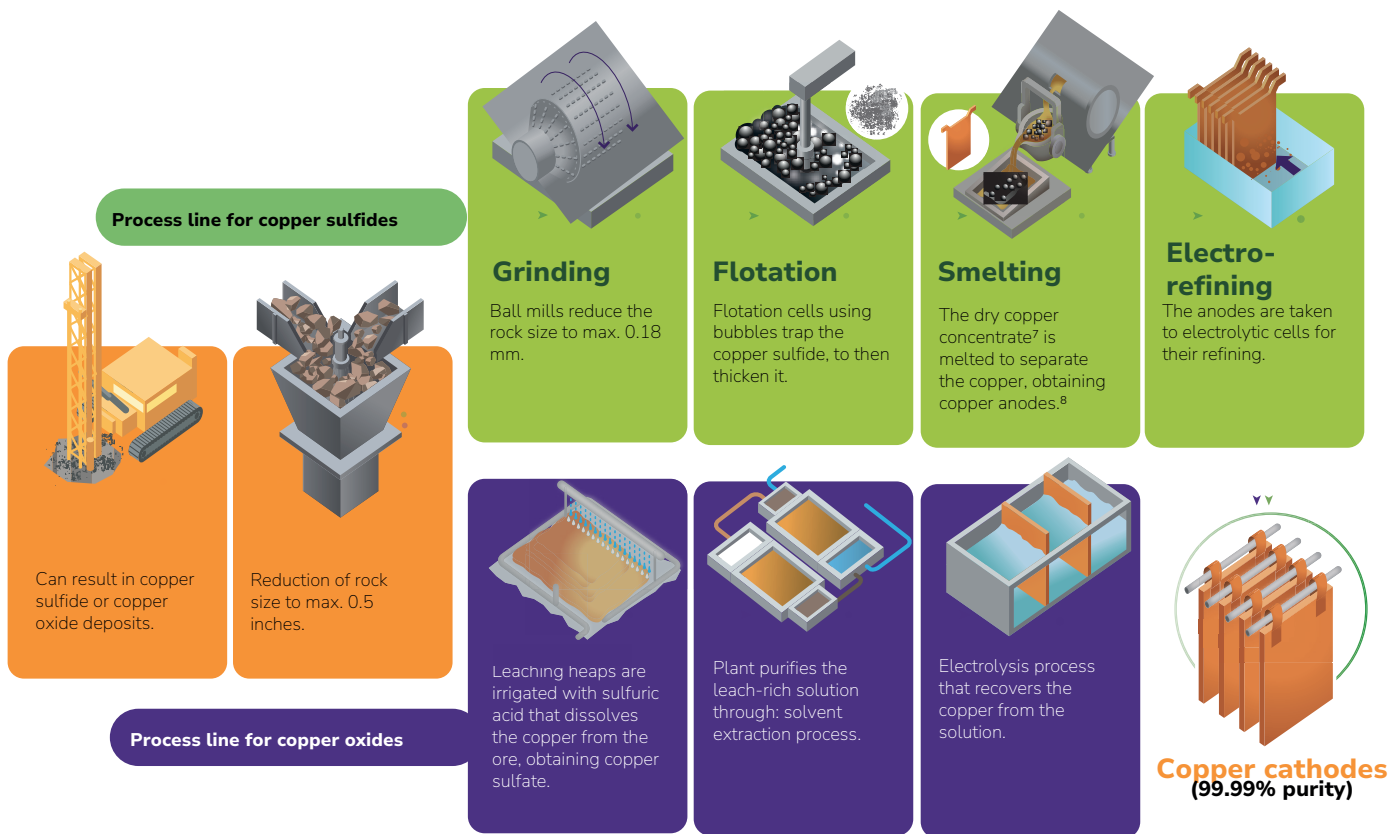 Process line for copper sulfides
Can result in copper
sulfide or copper
oxide deposits.
Reduction of rock
size to max. 0.5
inches.
Grinding
Ball mills reduce the
rock size to max. 0.18
mm.
Flotation
Flotation cells using
bubbles trap the
copper sulfide, to then
thicken it.
Smelting
The dry copper
concentrate⁷ is
melted to separate
the copper, obtaining
copper anodes.⁸
Electro-
refining
The anodes are taken
to electrolytic cells for
their refining.
Process line for copper oxides
Leaching heaps are
irrigated with sulfuric
acid that dissolves
the copper from the
ore, obtaining copper
sulfate.
Plant purifies the
leach-rich solution
through: solvent
extraction process.
Electrolysis process
that recovers the
copper from the
solution.
Copper cathodes
(99.99% purity)